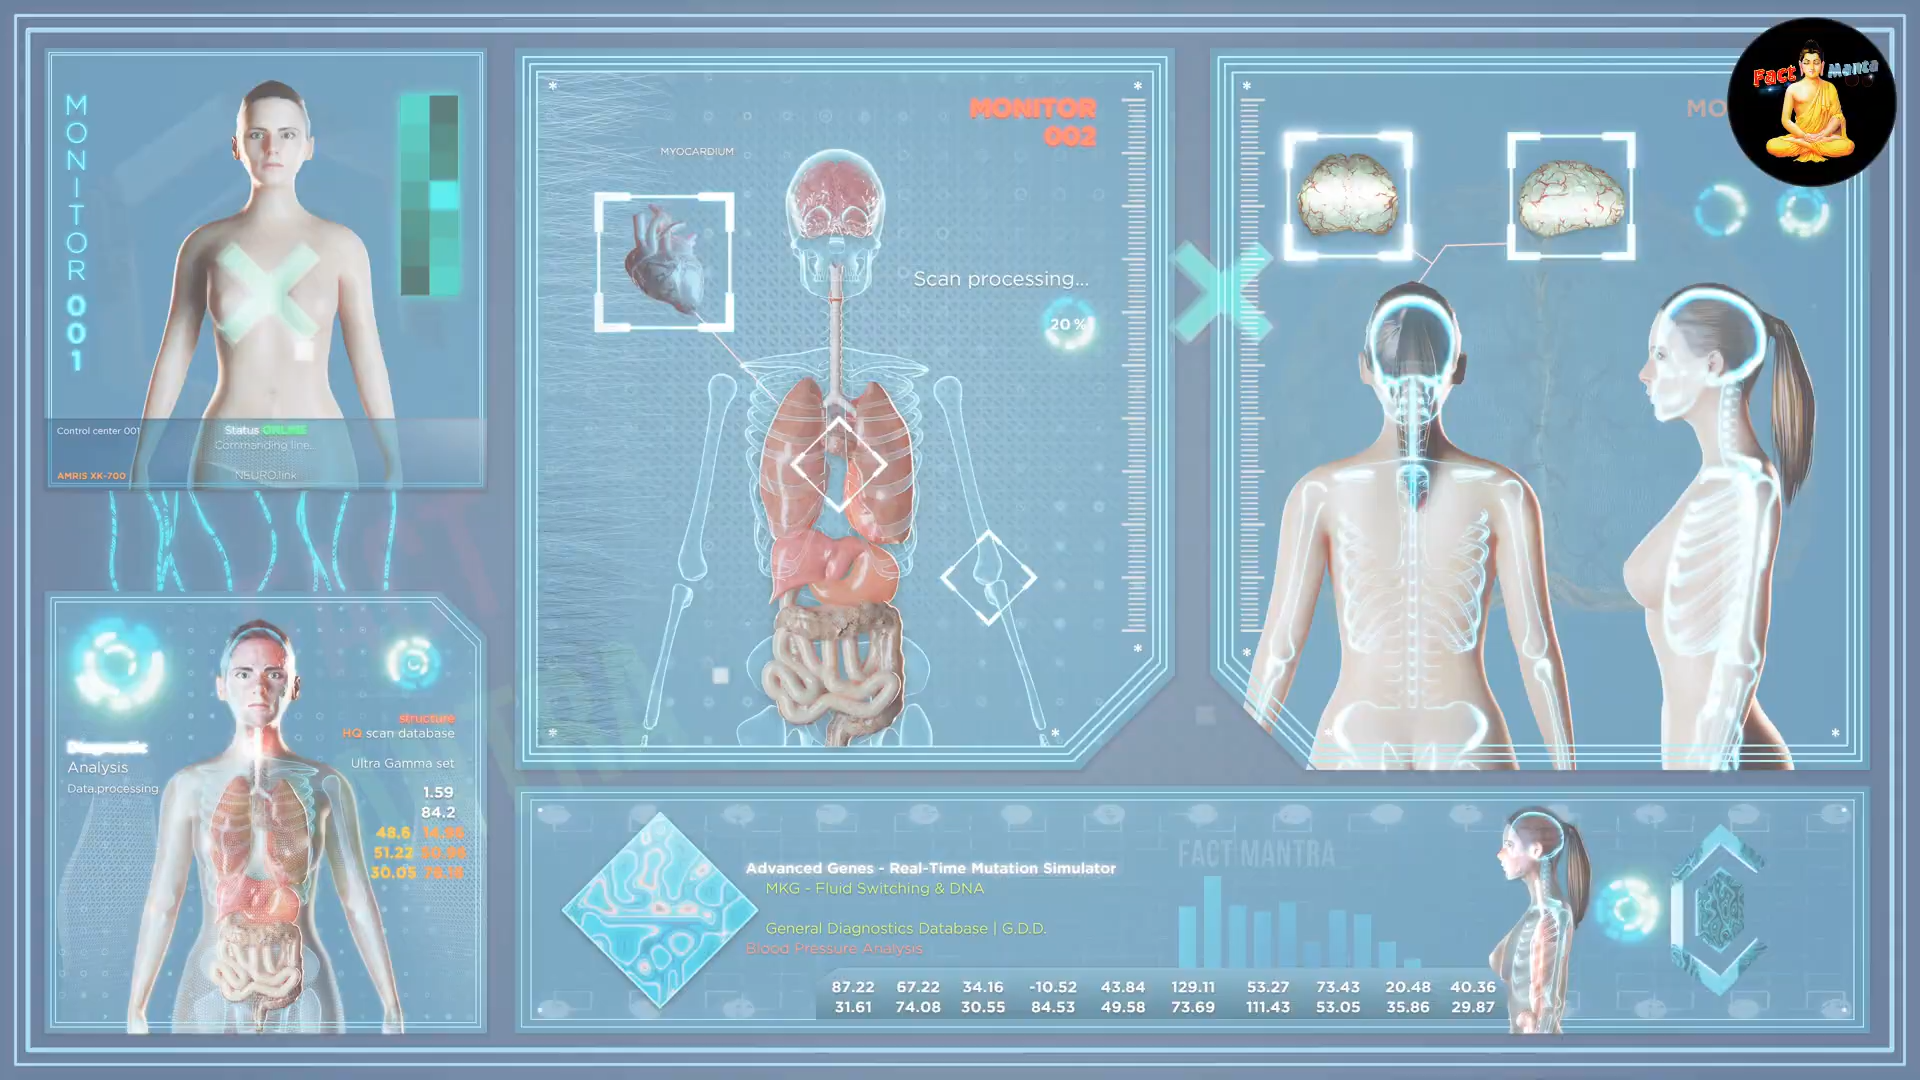 MONITOR 001
Control center 001
Status ONLINE
Commanding line..
AMRIS XK-700
NEURO.link
MYOCARDIUM
MONITOR
002
Scan processing...
20 %
MO
Fact Manta
structure
HQ scan database
Ultra Gamma set
Diagnostic
Analysis
Data.processing
1.59
84.2
48.6
51.22
30.05
FACT MANTRA
Advanced Genes - Real-Time Mutation Simulator
MKG - Fluid Switching & DNA
General Diagnostics Database | G.D.D.
Blood Pressure Analysis
87.22 67.22 34.16 -10.52 43.84 129.11 53.27 73.43 20.48 40.36
31.61 74.08 30.55 84.53 49.58 73.69 111.43 53.05 35.86 29.87